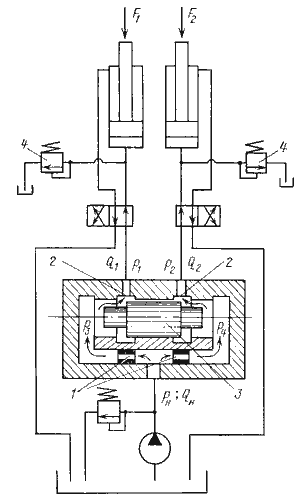 F₁ F₂
4 4
Q₁ p₁ p₂ Q₂
2 2
p₃ p₄
1 3
pн; Qн